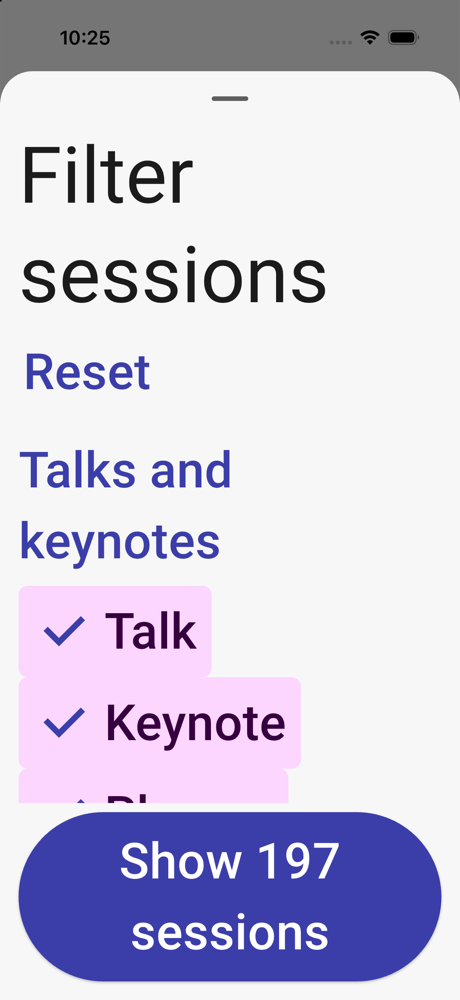 10:25
Filter
sessions
Reset
Talks and
keynotes
Talk
Keynote
Show 197
sessions